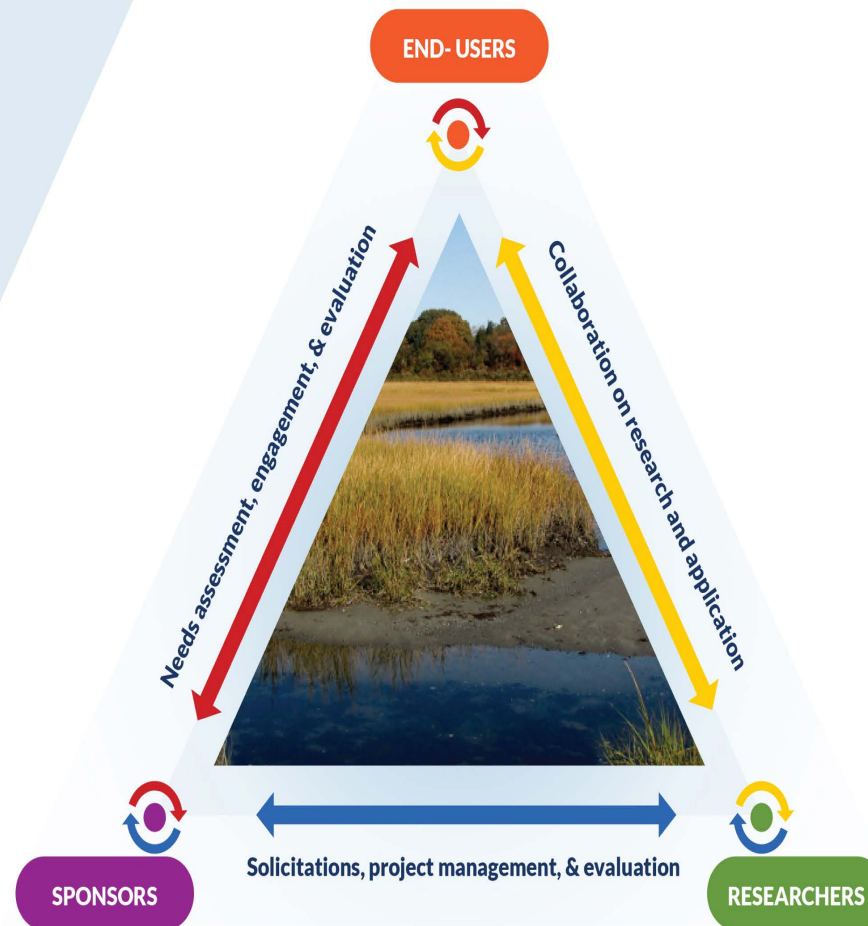 END- USERS
Needs assessment, engagement, & evaluation
Collaboration on research and application
Solicitations, project management, & evaluation
SPONSORS
RESEARCHERS